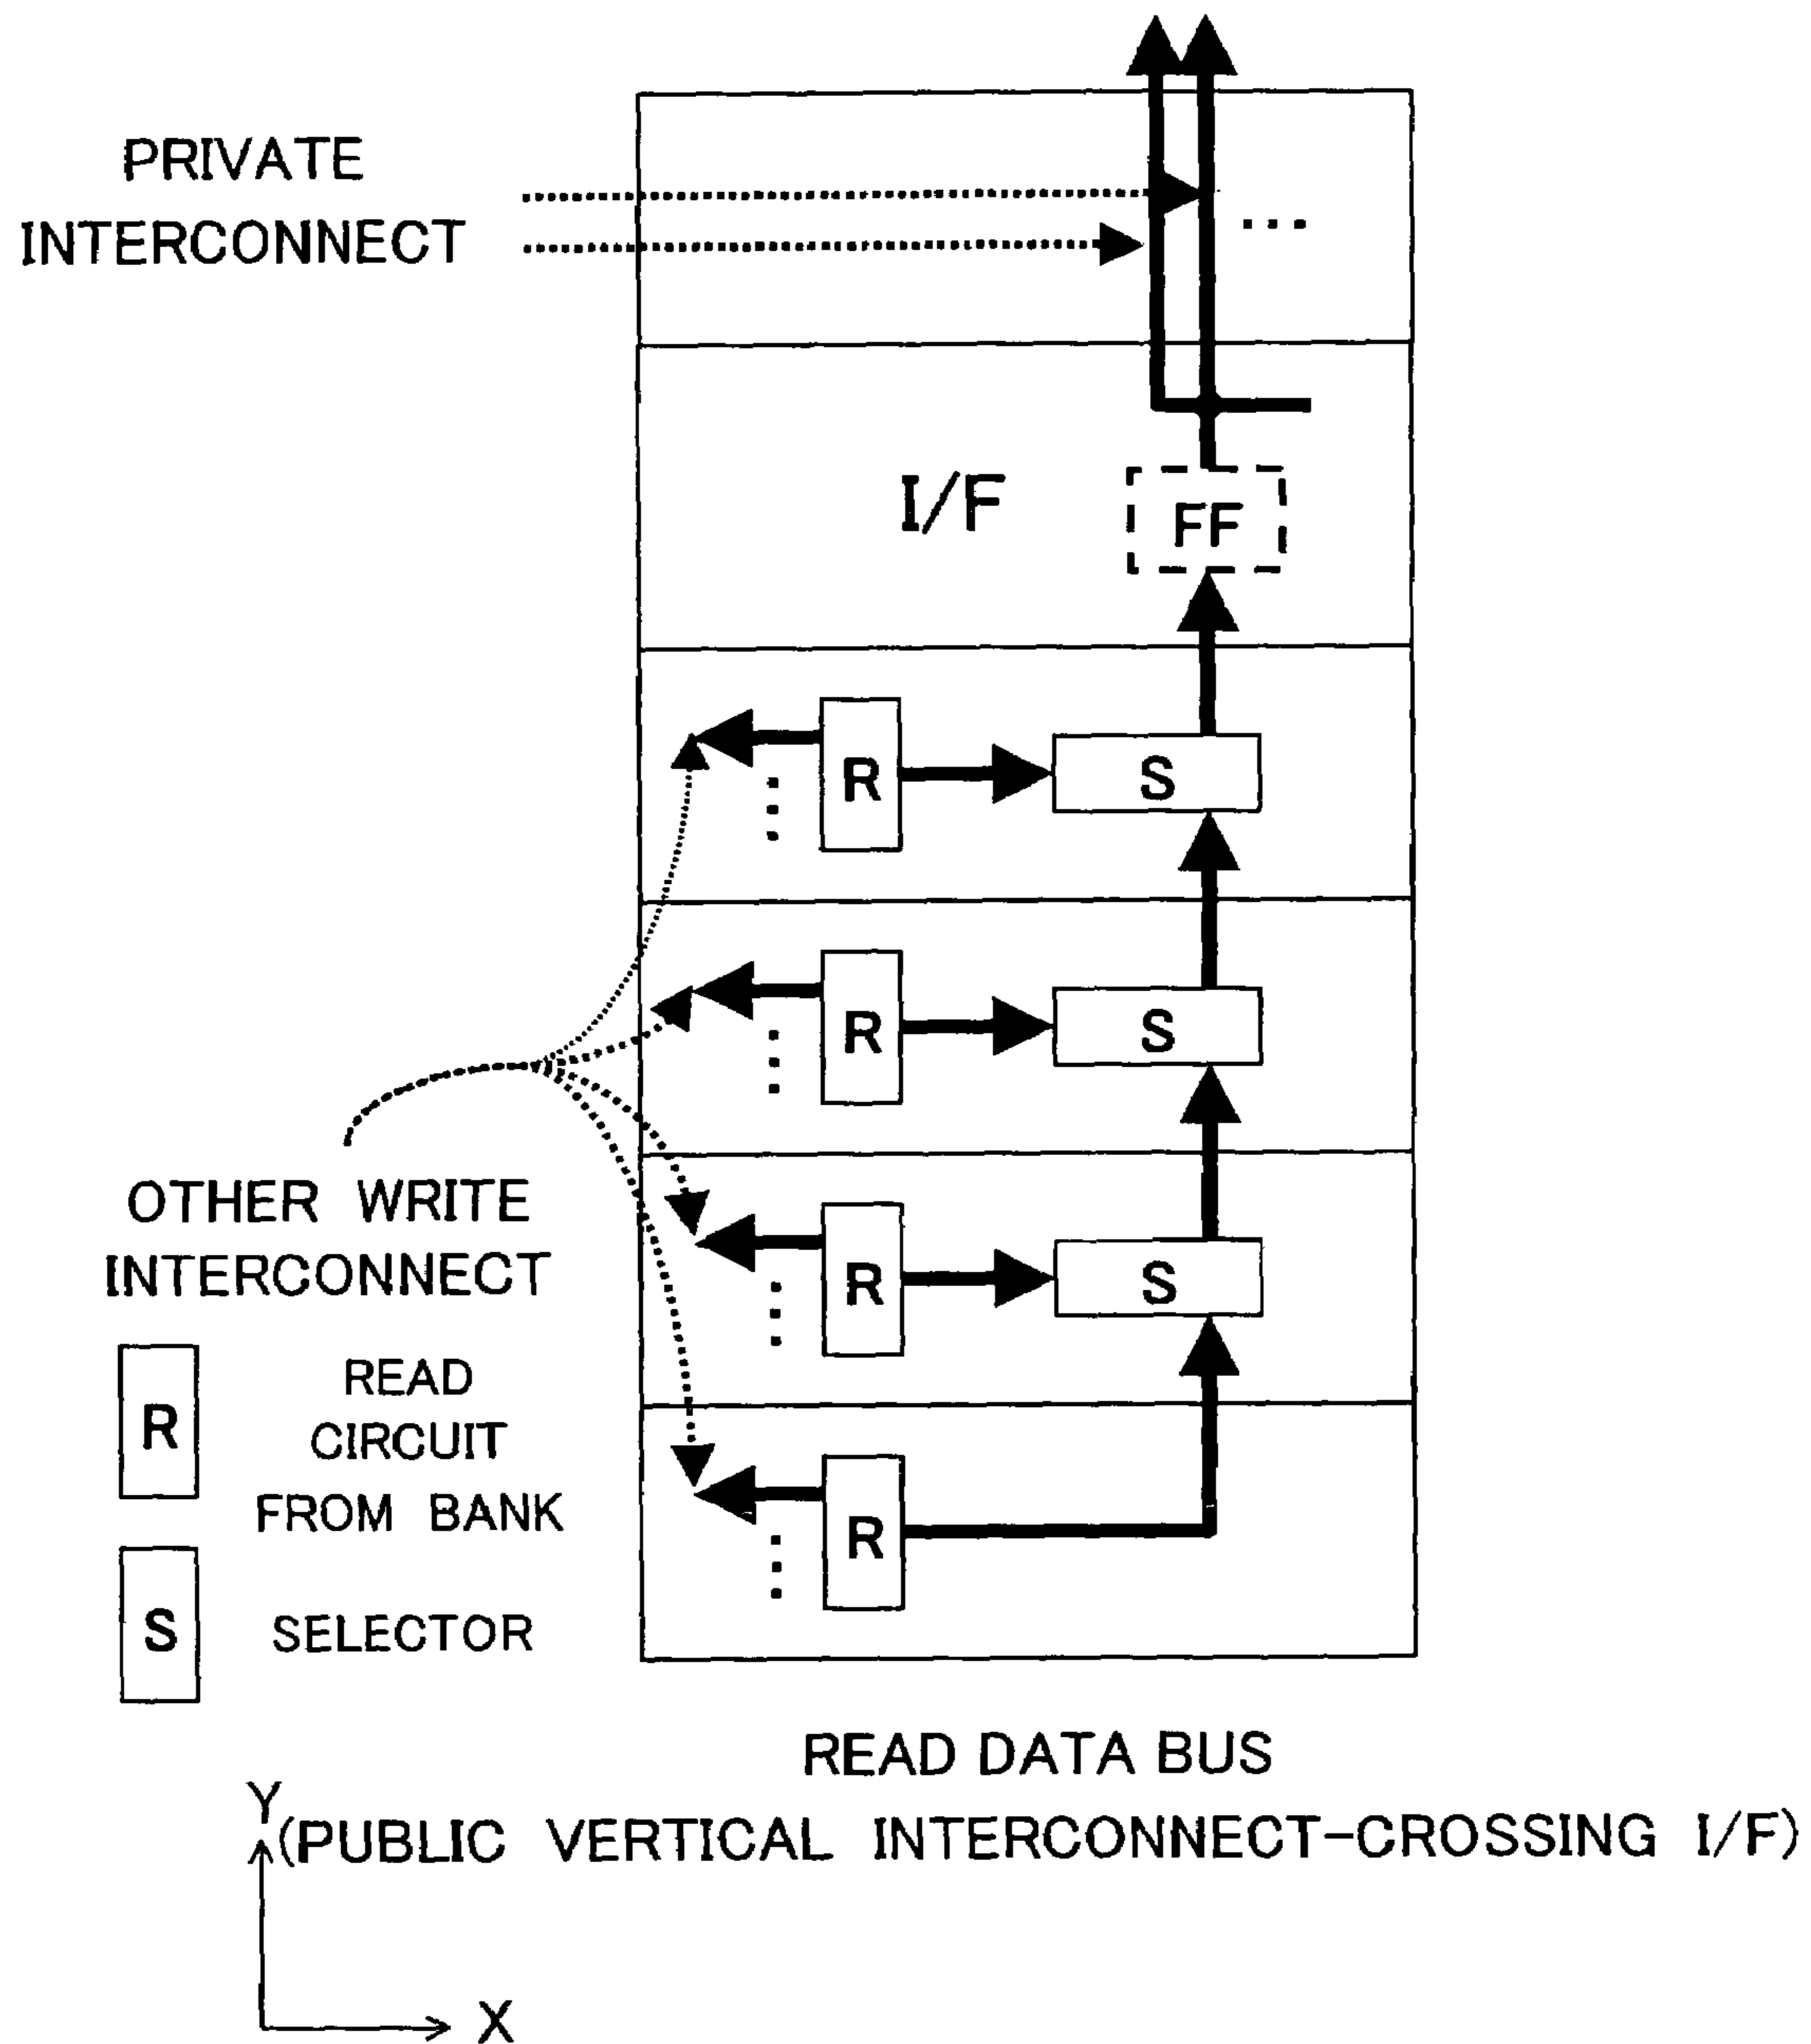 PRIVATE
INTERCONNECT
...
I/F
FF
R
S
R
S
R
S
R
OTHER WRITE
INTERCONNECT
R
READ
CIRCUIT
FROM BANK
S
SELECTOR
READ DATA BUS
(PUBLIC VERTICAL INTERCONNECT-CROSSING I/F)
Y
X